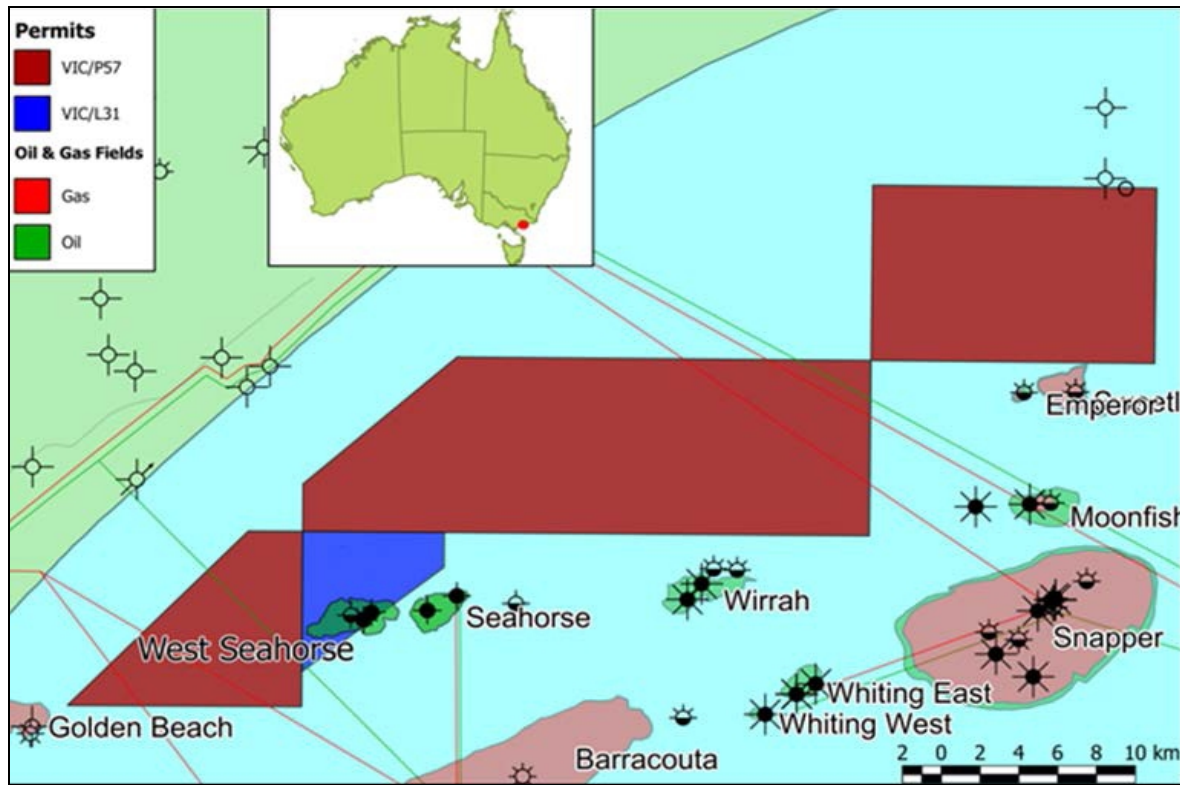 Permits
VIC/P57
VIC/L31
Oil & Gas Fields
Gas
Oil
Emperor
Moonfish
Wirrah
Seahorse
Snapper
West Seahorse
Whiting East
Whiting West
Golden Beach
Barracouta
2 0 2 4 6 8 10 km